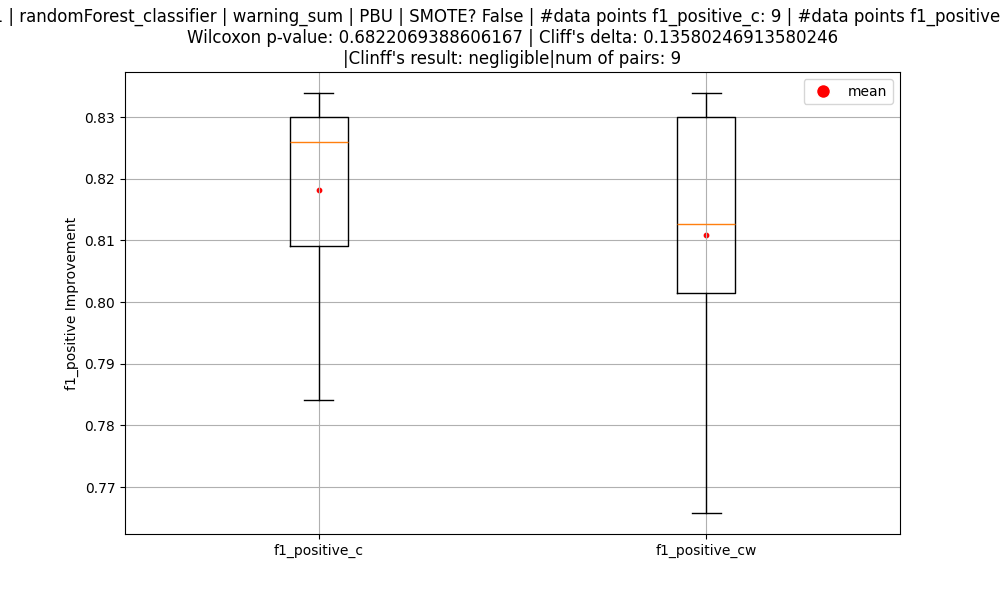 | randomForest_classifier | warning_sum | PBU | SMOTE? False | #data points f1_positive_c: 9 | #data points f1_positive
Wilcoxon p-value: 0.6822069388606167 | Cliff's delta: 0.13580246913580246
|Clinff's result: negligible|num of pairs: 9
mean
0.83
0.82
0.81
0.80
0.79
0.78
0.77
f1_positive Improvement
f1_positive_c
f1_positive_cw